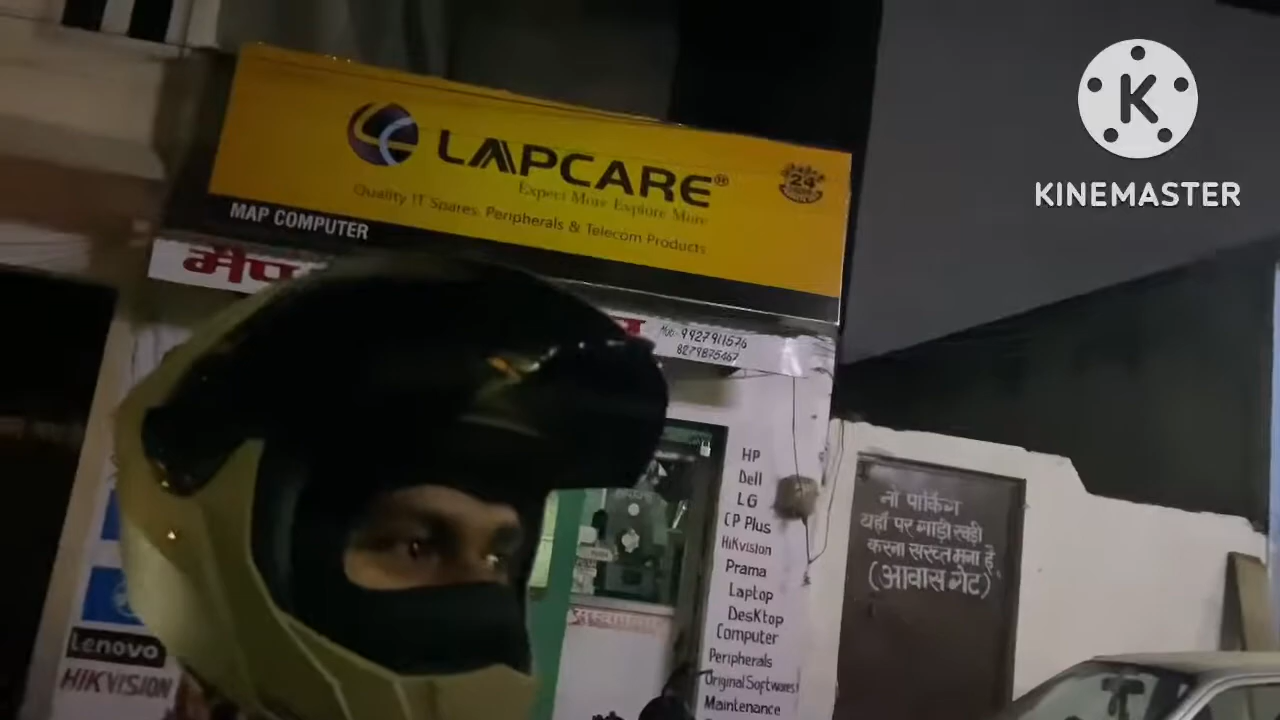 K
KINEMASTER
LAPCARE®
24
Expect More Explore More
Quality IT Spares, Peripherals & Telecom Products
MAP COMPUTER
मैप
Mob. 9927911576
8279875467
HP
Dell
LG
CP Plus
HiKvision
Prama
Laptop
DesKtop
Computer
Peripherals
Original Softwares
Maintenance
नो पार्किंग
यहाँ पर गाड़ी खड़ी
करना सख्त मना है
(आवास गेट)
Lenovo
HIKVISION